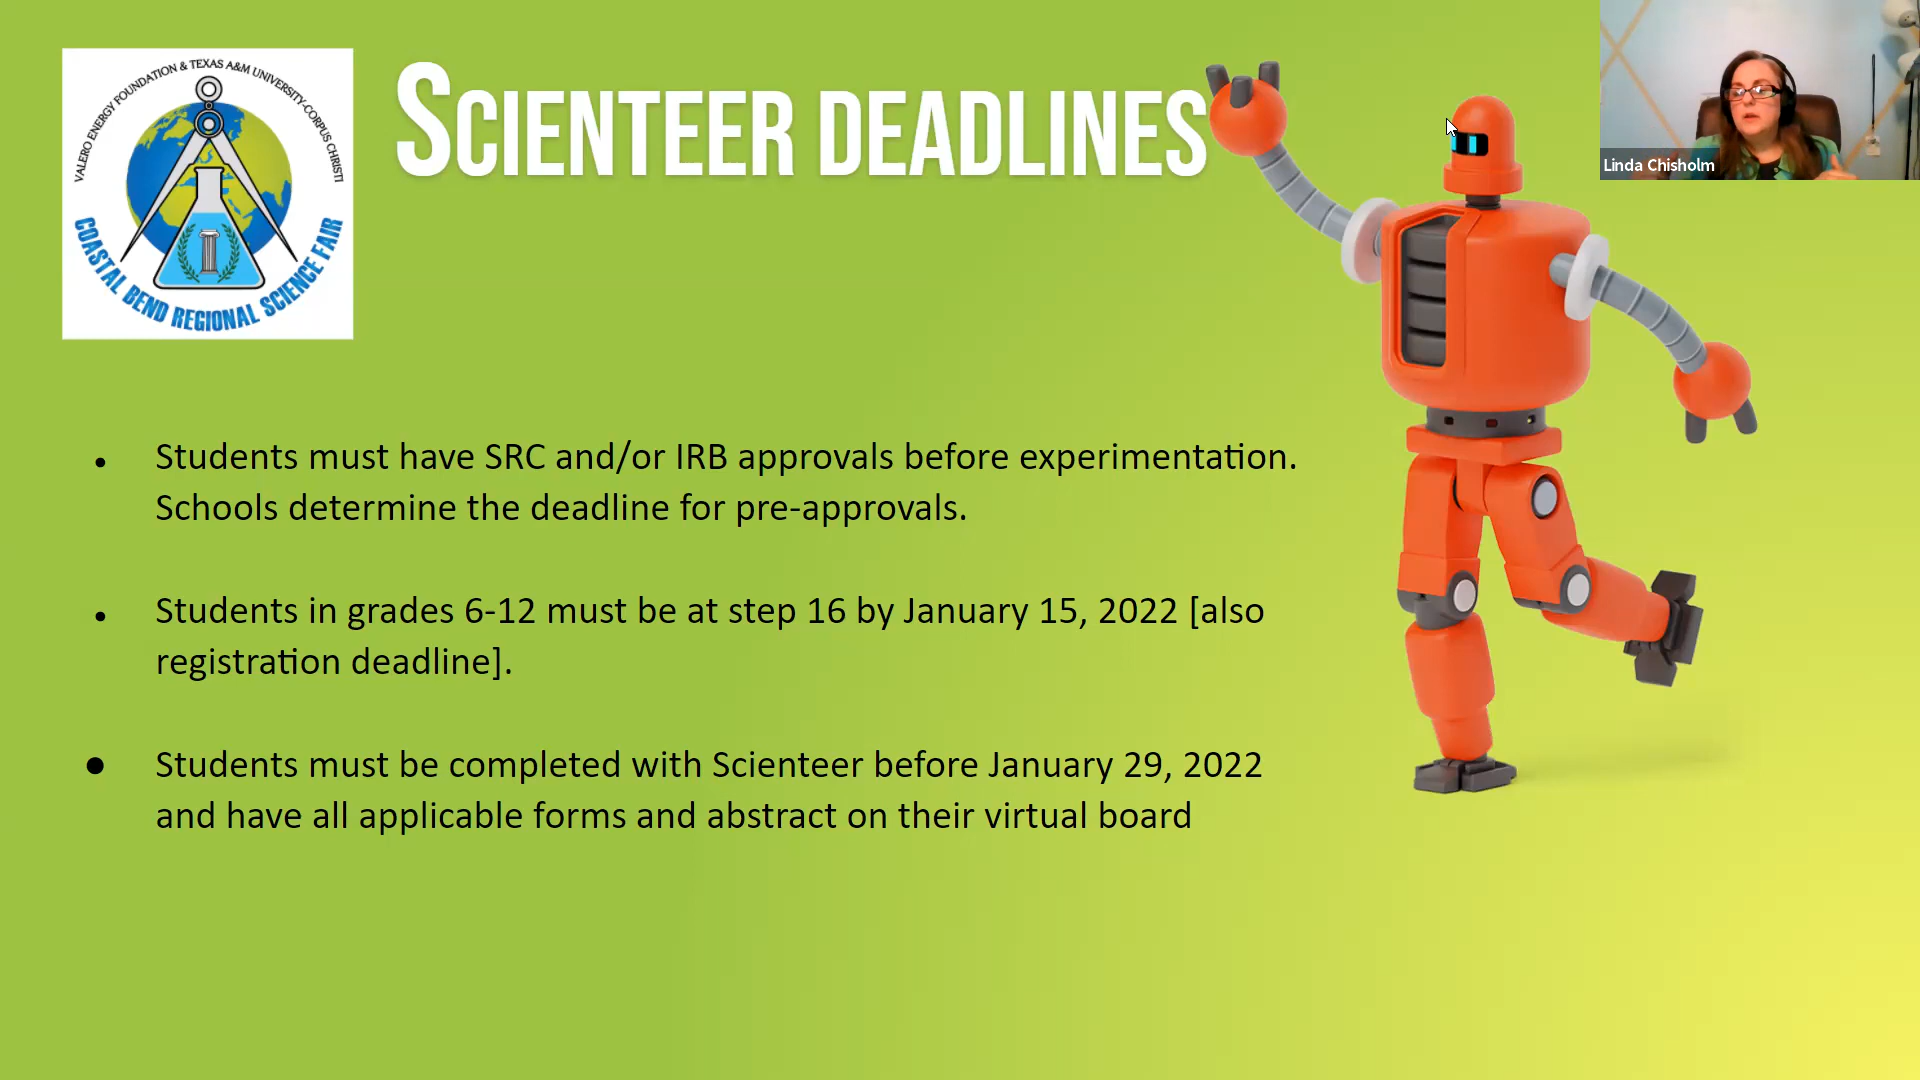 VALERO ENERGY FOUNDATION & TEXAS A&M UNIVERSITY-CORPUS CHRISTI
COASTAL BEND REGIONAL SCIENCE FAIR
SCIENTEER DEADLINES
Linda Chisholm
• Students must have SRC and/or IRB approvals before experimentation.
Schools determine the deadline for pre-approvals.
• Students in grades 6-12 must be at step 16 by January 15, 2022 [also
registration deadline].
• Students must be completed with Scienteer before January 29, 2022
and have all applicable forms and abstract on their virtual board